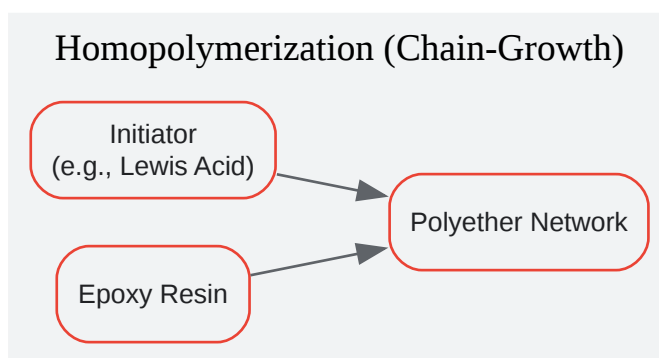 Homopolymerization (Chain-Growth)
Initiator
(e.g., Lewis Acid)
Polyether Network
Epoxy Resin